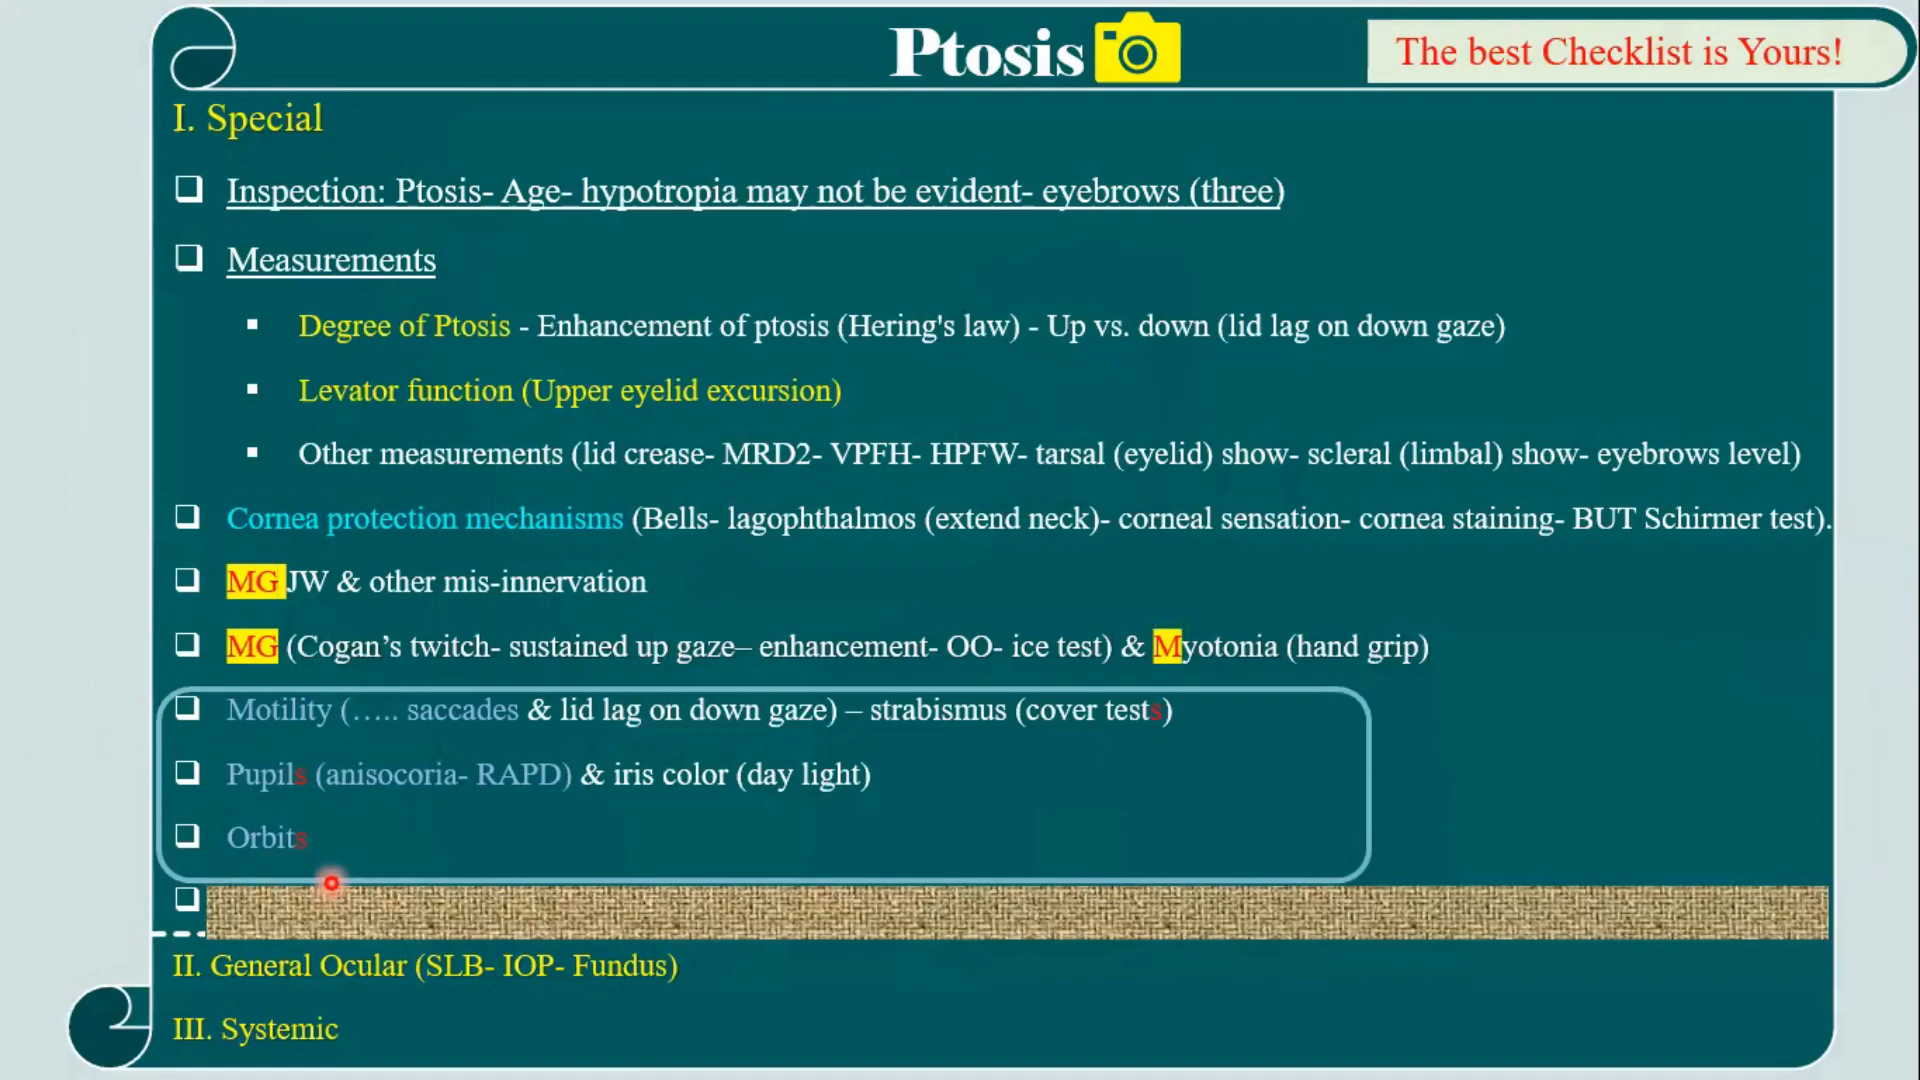 Ptosis
The best Checklist is Yours!
I. Special
Inspection: Ptosis- Age- hypotropia may not be evident- eyebrows (three)
Measurements
Degree of Ptosis - Enhancement of ptosis (Hering's law) - Up vs. down (lid lag on down gaze)
Levator function (Upper eyelid excursion)
Other measurements (lid crease- MRD2- VPFH- HPFW- tarsal (eyelid) show- scleral (limbal) show- eyebrows level)
Cornea protection mechanisms (Bells- lagophthalmos (extend neck)- corneal sensation- cornea staining- BUT Schirmer test).
MG JW & other mis-innervation
MG (Cogan’s twitch- sustained up gaze– enhancement- OO- ice test) & Myotonia (hand grip)
Motility (….. saccades & lid lag on down gaze) – strabismus (cover tests)
Pupils (anisocoria- RAPD) & iris color (day light)
Orbits
II. General Ocular (SLB- IOP- Fundus)
III. Systemic